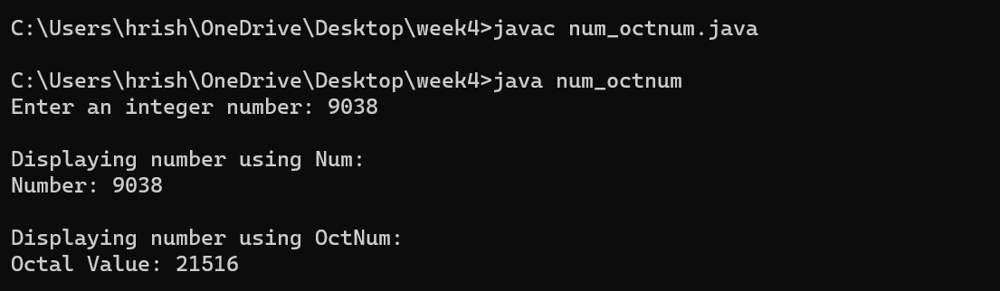 C:\Users\hrish\OneDrive\Desktop\week4>javac num_octnum.java
C:\Users\hrish\OneDrive\Desktop\week4>java num_octnum
Enter an integer number: 9038
Displaying number using Num:
Number: 9038
Displaying number using OctNum:
Octal Value: 21516